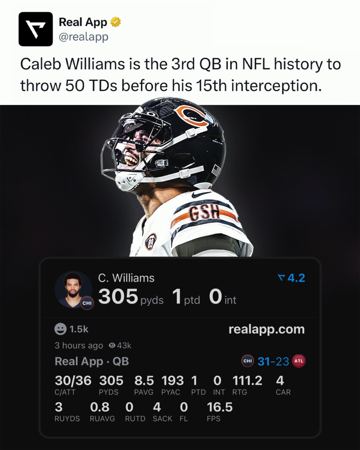 Real App
@realapp
Caleb Williams is the 3rd QB in NFL history to
throw 50 TDs before his 15th interception.
GSH
C. Williams
4.2
CHI
305 pyds 1 ptd 0 int
1.5k
realapp.com
3 hours ago 43k
Real App · QB
CHI 31-23 ATL
30/36 305 8.5 193 1 0 111.2 4
C/ATT PYDS PAVG PYAC PTD INT RTG CAR
3 0.8 0 4 0 16.5
RUYDS RUAVG RUTD SACK FL FPS